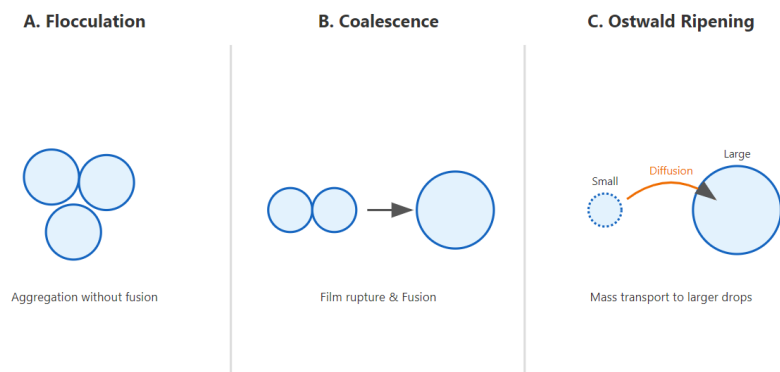 A. Flocculation
B. Coalescence
C. Ostwald Ripening
Aggregation without fusion
Film rupture & Fusion
Small
Diffusion
Large
Mass transport to larger drops